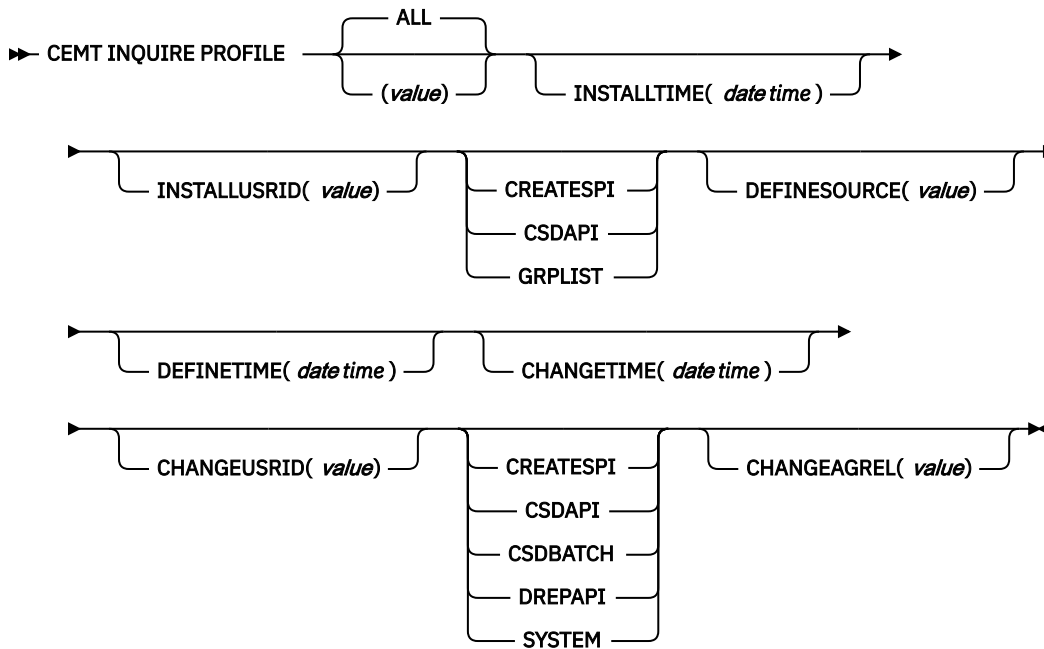 ALL
CEMT INQUIRE PROFILE
(value)
INSTALLTIME( date time )
INSTALLUSRID( value)
CREATESPI
DEFINESOURCE( value)
CSDAPI
GRPLIST
DEFINETIME( date time )
CHANGETIME( date time )
CHANGEUSRID( value)
CREATESPI
CHANGEAGREL( value)
CSDAPI
CSDBATCH
DREPAPI
SYSTEM